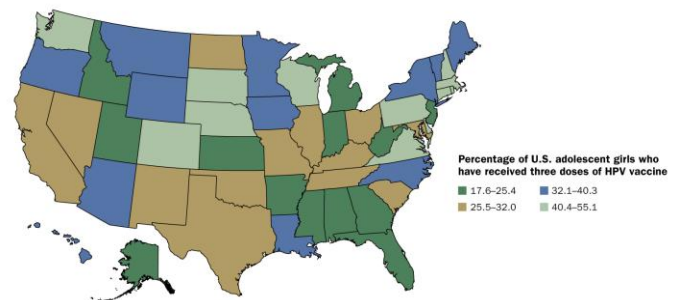 Percentage of U.S. adolescent girls who
have received three doses of HPV vaccine
17.6–25.4 32.1–40.3
25.5–32.0 40.4–55.1